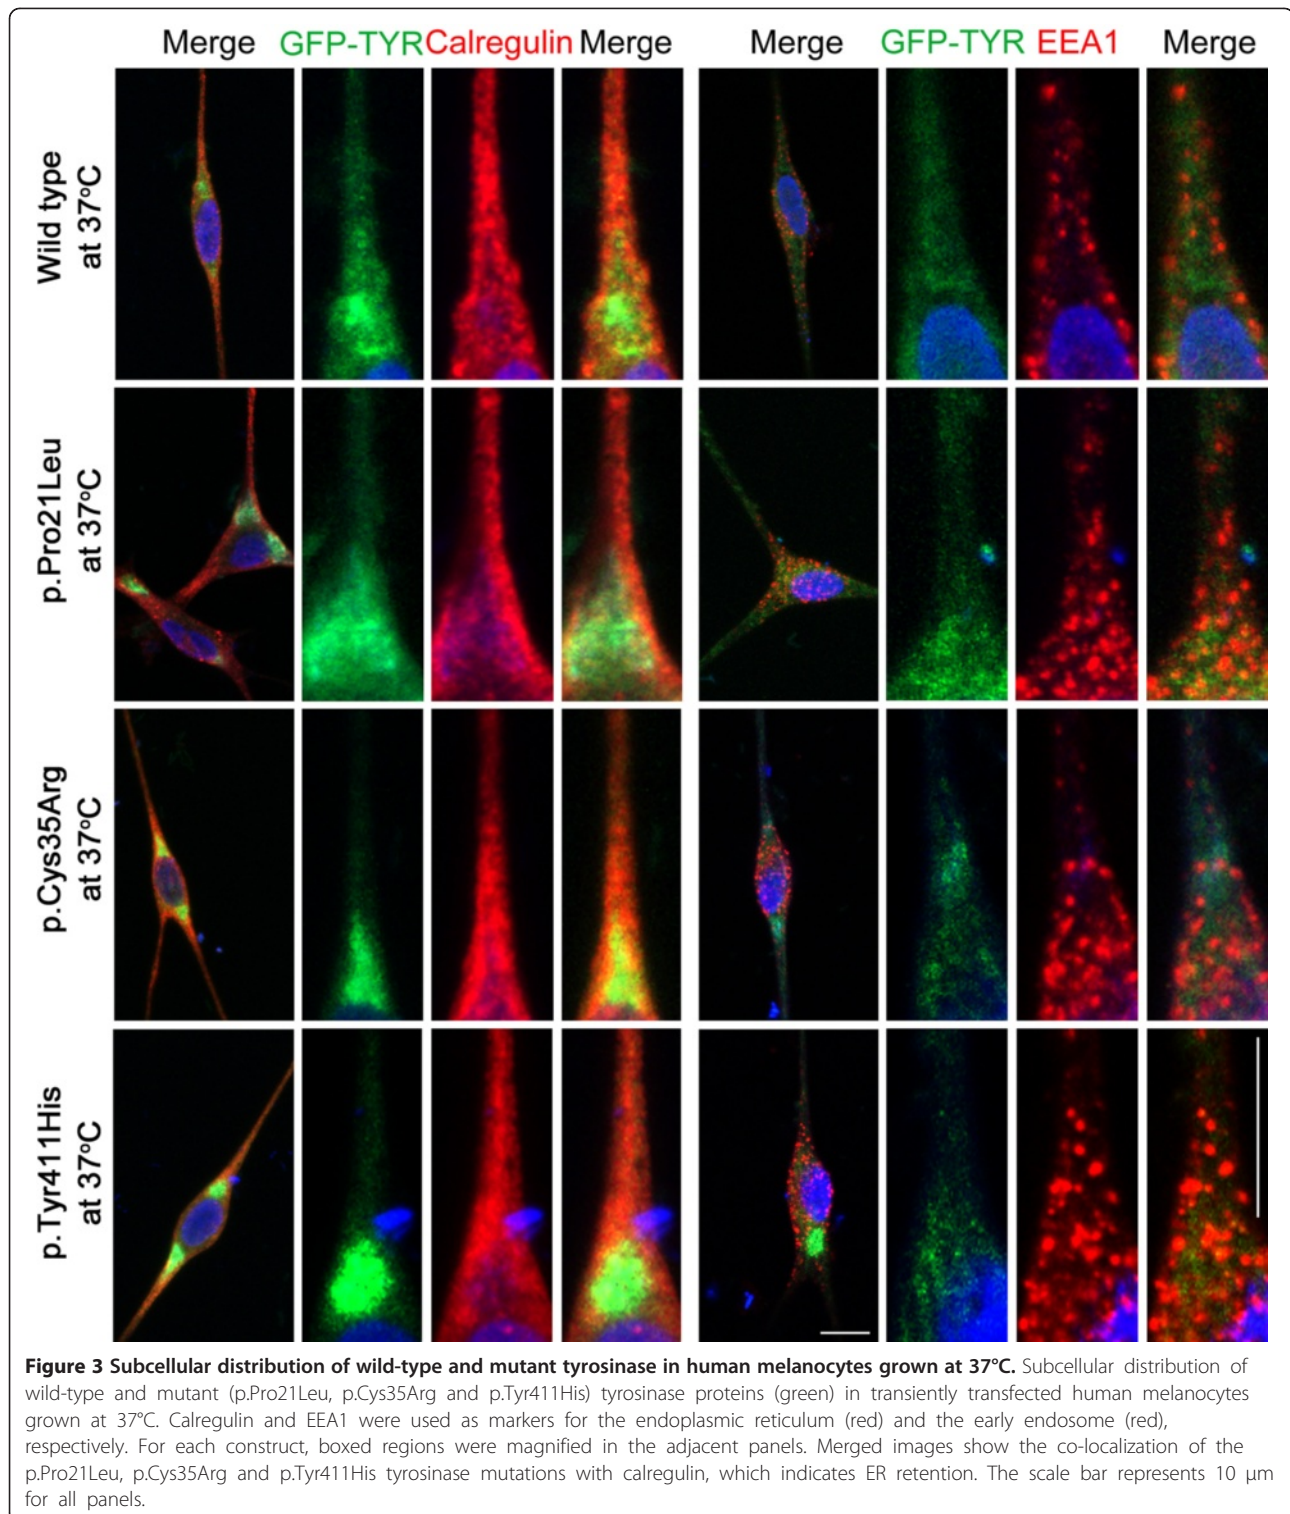 Merge GFP-TYR Calregulin Merge Merge GFP-TYR EEA1 Merge
Wild type
at 37°C
p.Pro21Leu
at 37°C
p.Cys35Arg
at 37°C
p.Tyr411His
at 37°C
Figure 3 Subcellular distribution of wild-type and mutant tyrosinase in human melanocytes grown at 37°C. Subcellular distribution of
wild-type and mutant (p.Pro21Leu, p.Cys35Arg and p.Tyr411His) tyrosinase proteins (green) in transiently transfected human melanocytes
grown at 37°C. Calregulin and EEA1 were used as markers for the endoplasmic reticulum (red) and the early endosome (red),
respectively. For each construct, boxed regions were magnified in the adjacent panels. Merged images show the co-localization of the
p.Pro21Leu, p.Cys35Arg and p.Tyr411His tyrosinase mutations with calregulin, which indicates ER retention. The scale bar represents 10 μm
for all panels.